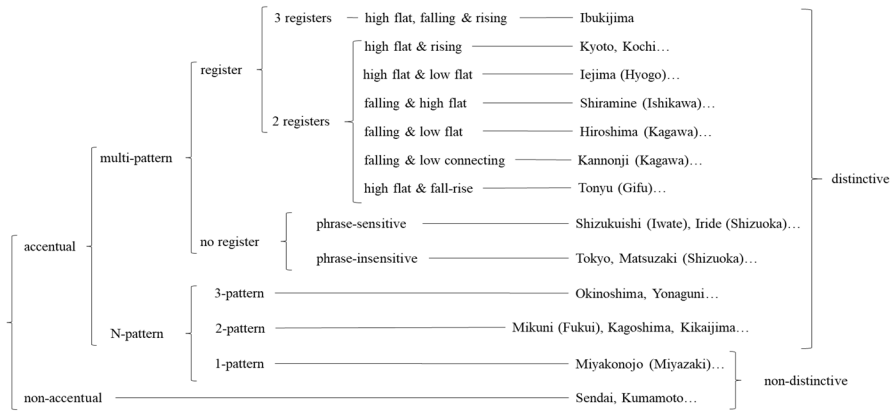 3 registers high flat, falling & rising Ibukijima
high flat & rising Kyoto, Kochi…
register high flat & low flat Iejima (Hyogo)…
falling & high flat Shiramine (Ishikawa)…
2 registers falling & low flat Hiroshima (Kagawa)…
multi-pattern falling & low connecting Kannonji (Kagawa)…
distinctive
high flat & fall-rise Tonyu (Gifu)…
phrase-sensitive Shizukuishi (Iwate), Iride (Shizuoka)…
accentual no register
phrase-insensitive Tokyo, Matsuzaki (Shizuoka)…
3-pattern Okinoshima, Yonaguni…
N-pattern 2-pattern Mikuni (Fukui), Kagoshima, Kikaijima…
1-pattern Miyakonojo (Miyazaki)…
non-distinctive
non-accentual Sendai, Kumamoto…